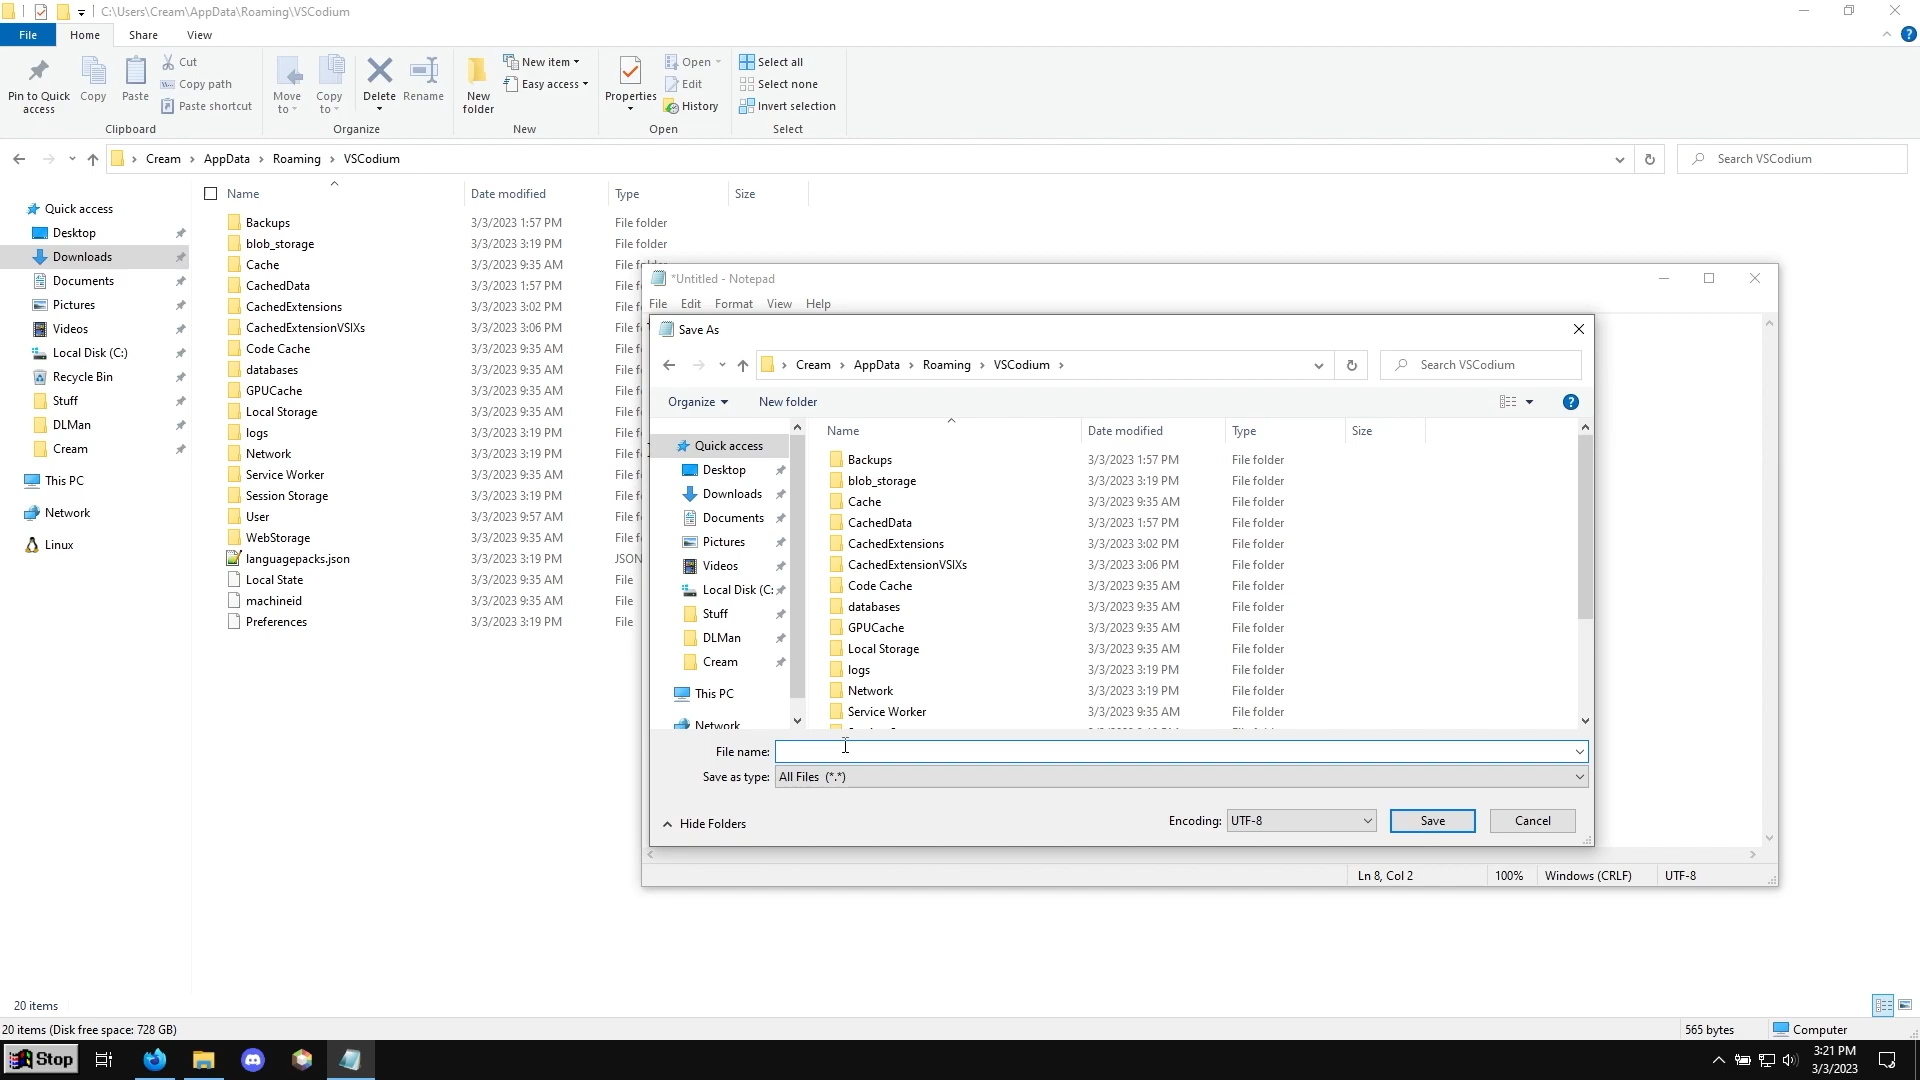 C:\Users\Cream\AppData\Roaming\VSCodium
File Home Share View
Pin to Quick access
Copy
Paste
Cut
Copy path
Paste shortcut
Clipboard
Move to
Copy to
Delete
Rename
Organize
New folder
New item
Easy access
New
Properties
Open
Edit
History
Open
Select all
Select none
Invert selection
Select
Cream AppData Roaming VSCodium
Search VSCodium
Quick access
Desktop
Downloads
Documents
Pictures
Videos
Local Disk (C:)
Recycle Bin
Stuff
DLMan
Cream
This PC
Network
Linux
Name Date modified Type Size
Backups 3/3/2023 1:57 PM File folder
blob_storage 3/3/2023 3:19 PM File folder
Cache 3/3/2023 9:35 AM File fol
CachedData 3/3/2023 1:57 PM File f
CachedExtensions 3/3/2023 3:02 PM File f
CachedExtensionVSIXs 3/3/2023 3:06 PM File f
Code Cache 3/3/2023 9:35 AM File f
databases 3/3/2023 9:35 AM File f
GPUCache 3/3/2023 9:35 AM File f
Local Storage 3/3/2023 9:35 AM File f
logs 3/3/2023 3:19 PM File f
Network 3/3/2023 3:19 PM File f
Service Worker 3/3/2023 9:35 AM File f
Session Storage 3/3/2023 3:19 PM File f
User 3/3/2023 9:57 AM File f
WebStorage 3/3/2023 9:35 AM File f
languagepacks.json 3/3/2023 3:19 PM JSON
Local State 3/3/2023 9:35 AM File
machineid 3/3/2023 9:35 AM File
Preferences 3/3/2023 3:19 PM File
*Untitled - Notepad
File Edit Format View Help
Save As
Cream AppData Roaming VSCodium
Search VSCodium
Organize New folder
Quick access
Desktop
Downloads
Documents
Pictures
Videos
Local Disk (C:
Stuff
DLMan
Cream
This PC
Network
Name Date modified Type Size
Backups 3/3/2023 1:57 PM File folder
blob_storage 3/3/2023 3:19 PM File folder
Cache 3/3/2023 9:35 AM File folder
CachedData 3/3/2023 1:57 PM File folder
CachedExtensions 3/3/2023 3:02 PM File folder
CachedExtensionVSIXs 3/3/2023 3:06 PM File folder
Code Cache 3/3/2023 9:35 AM File folder
databases 3/3/2023 9:35 AM File folder
GPUCache 3/3/2023 9:35 AM File folder
Local Storage 3/3/2023 9:35 AM File folder
logs 3/3/2023 3:19 PM File folder
Network 3/3/2023 3:19 PM File folder
Service Worker 3/3/2023 9:35 AM File folder
File name:
Save as type: All Files (*.*)
Hide Folders
Encoding: UTF-8 Save Cancel
Ln 8, Col 2 100% Windows (CRLF) UTF-8
20 items
20 items (Disk free space: 728 GB) 565 bytes Computer
Stop
3:21 PM
3/3/2023